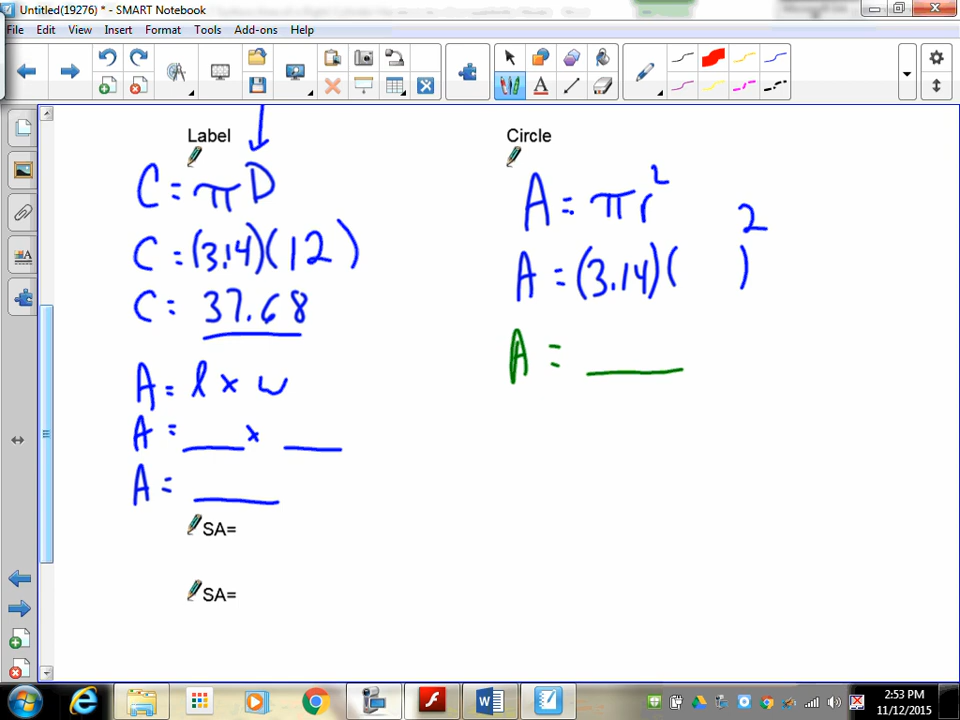 Untitled(19276) * - SMART Notebook
File Edit View Insert Format Tools Add-ons Help
Label
C = πD
C = (3.14)(12)
C = 37.68
A = l x w
A = ___ x ___
A = ___
SA=
SA=
Circle
A = πr²
A = (3.14)( )²
A = ___
2:53 PM
11/12/2015